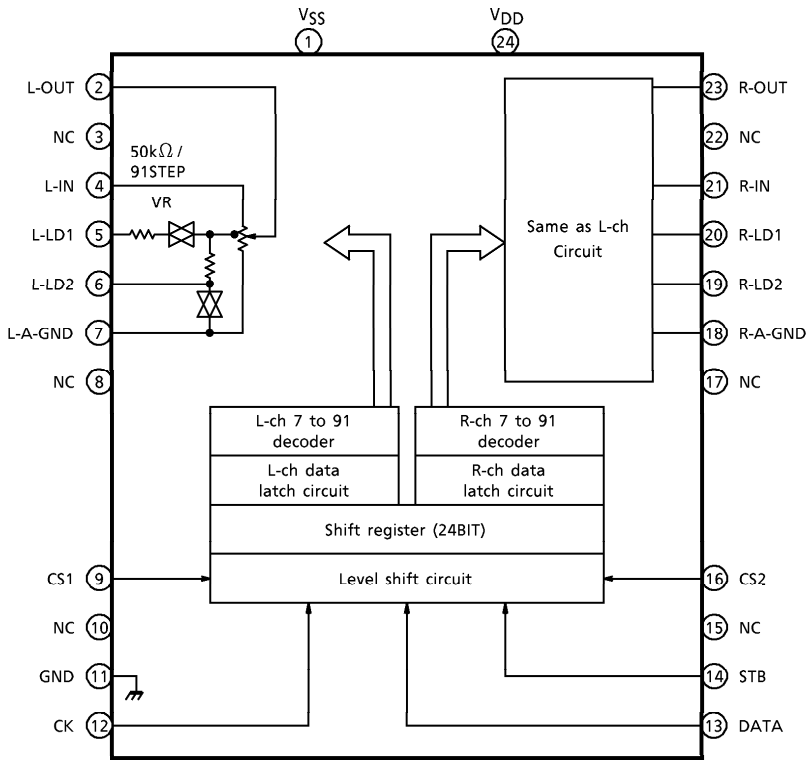 VSS VDD
1 24
L-OUT 2 23 R-OUT
NC 3 22 NC
50kΩ /
91STEP
L-IN 4 21 R-IN
VR
L-LD1 5 20 R-LD1
Same as L-ch
Circuit
L-LD2 6 19 R-LD2
L-A-GND 7 18 R-A-GND
NC 8 17 NC
L-ch 7 to 91
decoder
R-ch 7 to 91
decoder
L-ch data
latch circuit
R-ch data
latch circuit
Shift register (24BIT)
CS1 9 Level shift circuit 16 CS2
NC 10 15 NC
GND 11 14 STB
CK 12 13 DATA